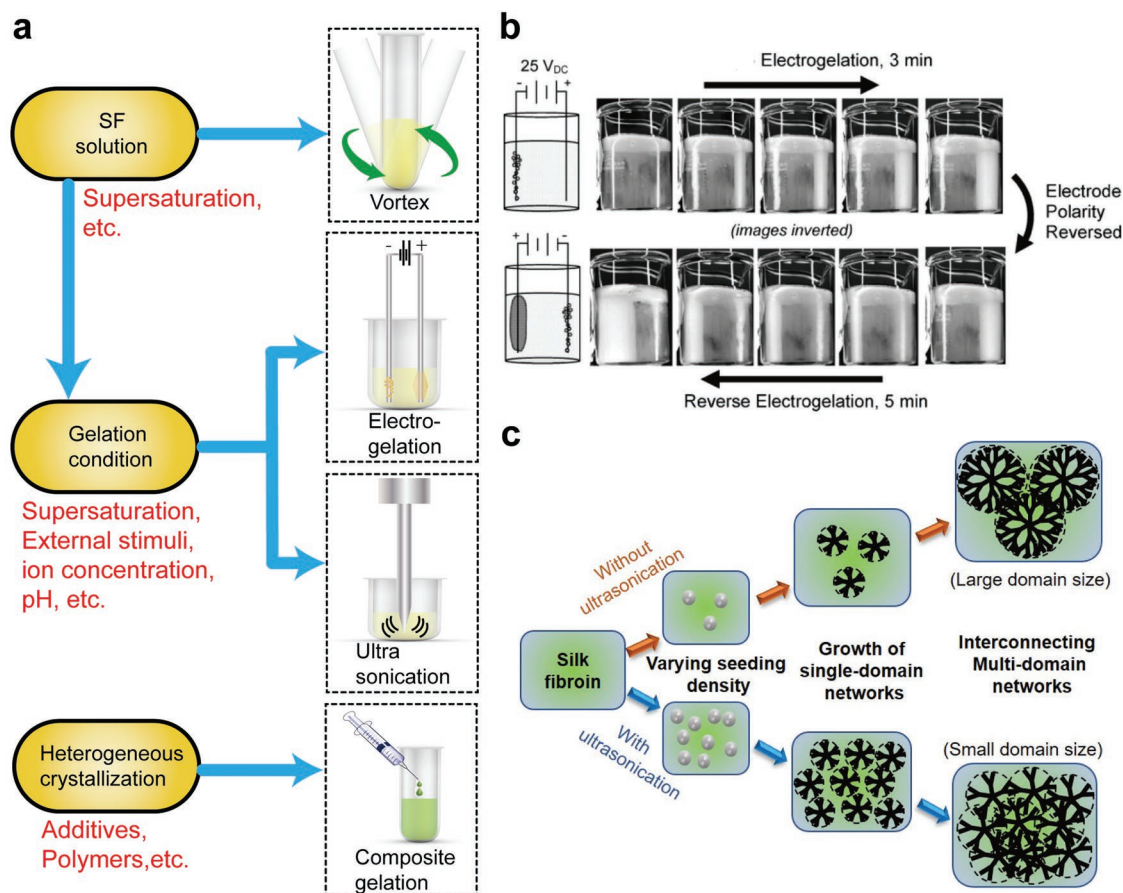 a
SF
solution
Supersaturation,
etc.
Gelation
condition
Supersaturation,
External stimuli,
ion concentration,
pH, etc.
Heterogeneous
crystallization
Additives,
Polymers,etc.
Vortex
- +
Electro-
gelation
Ultra
sonication
Composite
gelation
b
25 VDC
- +
Electrogelation, 3 min
Electrode
Polarity
Reversed
(images inverted)
+ -
Reverse Electrogelation, 5 min
c
Silk
fibroin
Without
ultrasonication
With
ultrasonication
Varying seeding
density
Growth of
single-domain
networks
(Large domain size)
Interconnecting
Multi-domain
networks
(Small domain size)